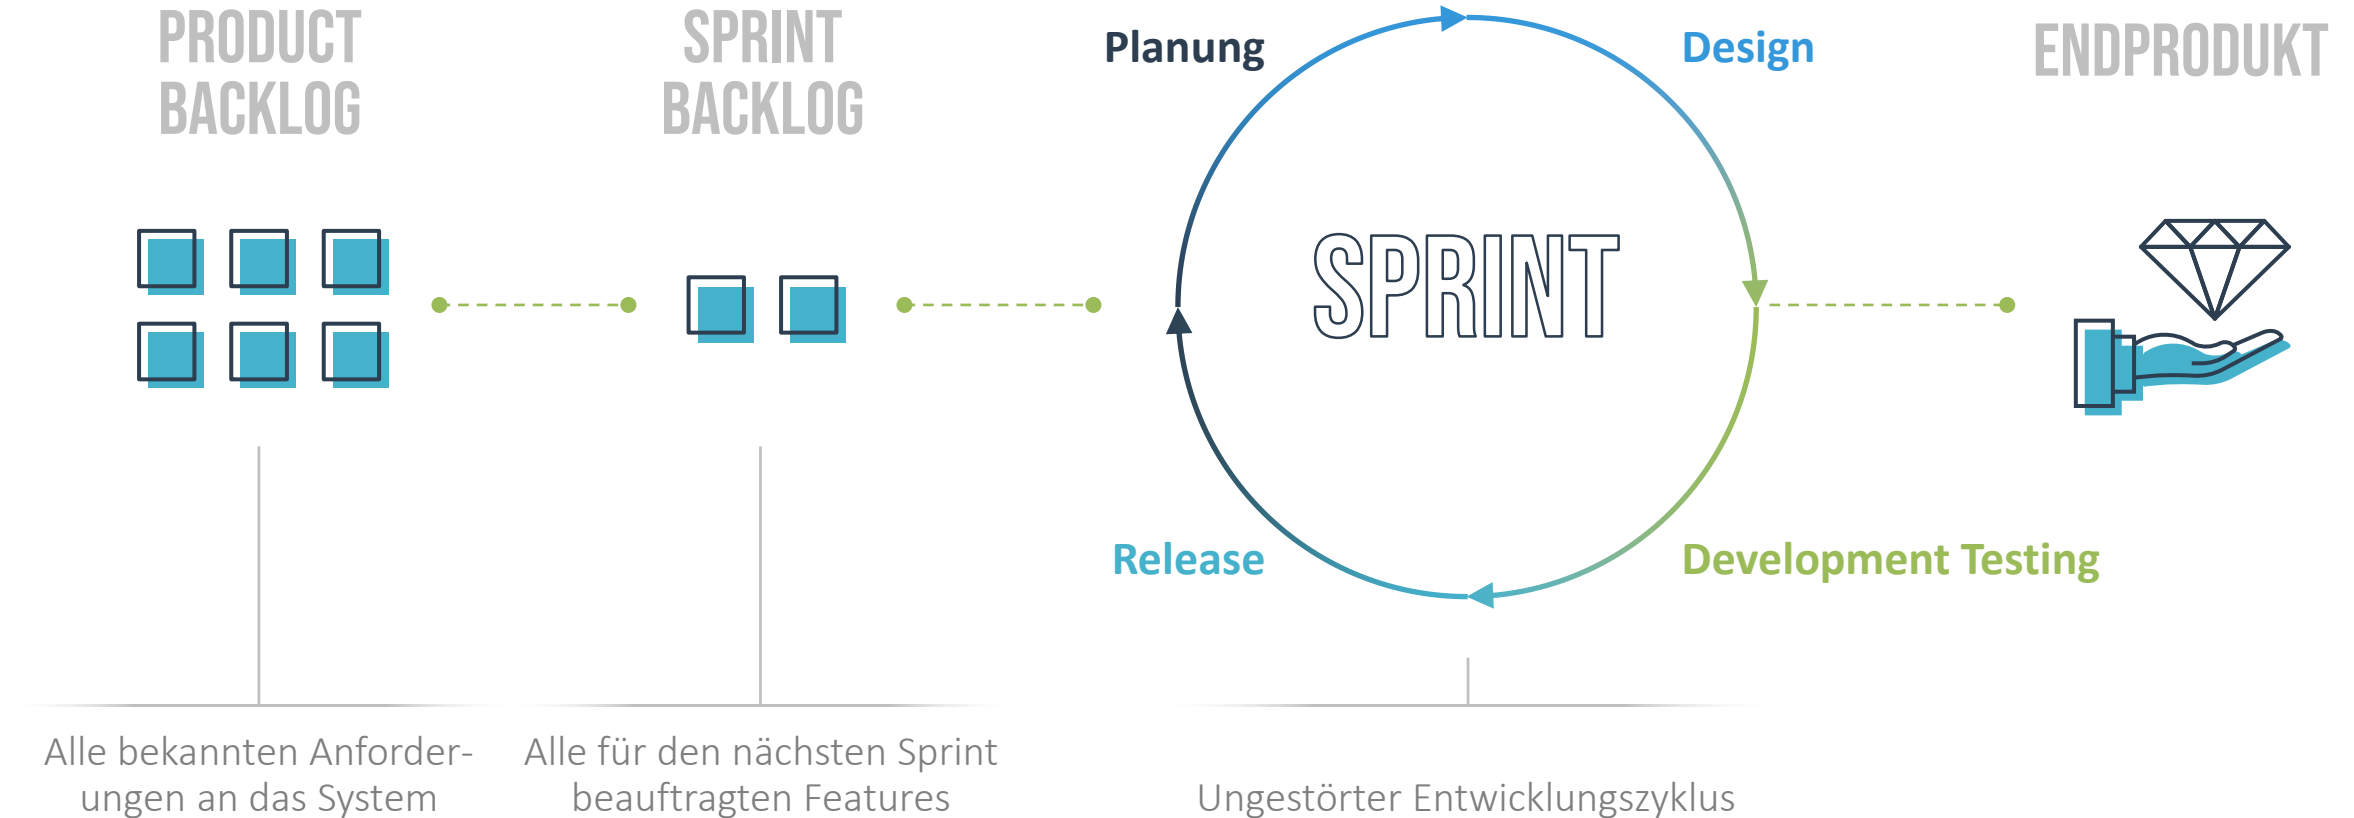 PRODUCT
BACKLOG
SPRINT
BACKLOG
Planung
Design
ENDPRODUKT
SPRINT
Release
Development Testing
Alle bekannten Anforder-
ungen an das System
Alle für den nächsten Sprint
beauftragten Features
Ungestörter Entwicklungszyklus